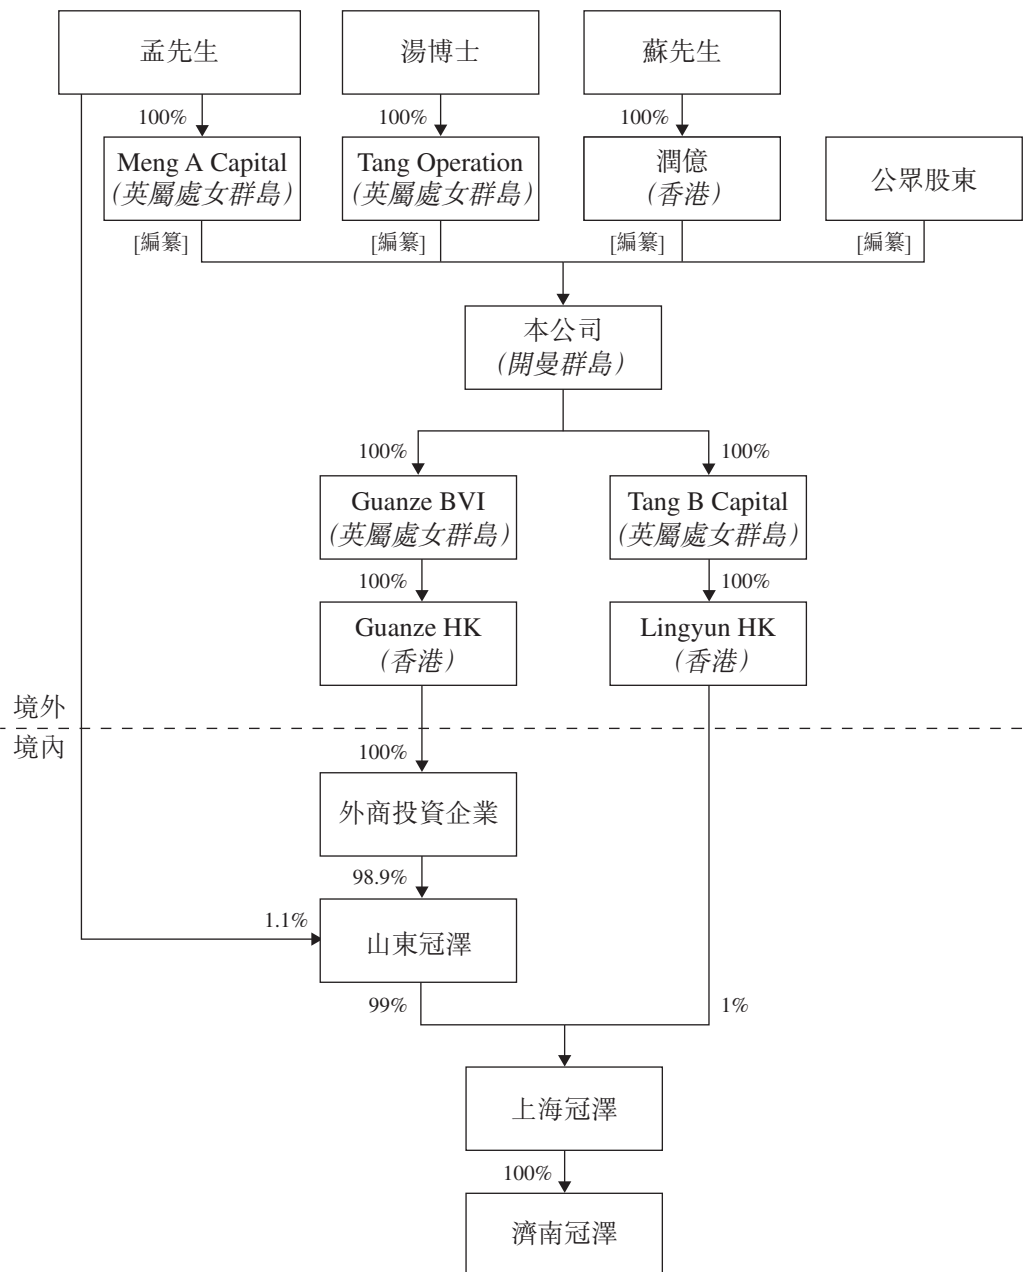 孟先生
湯博士
蘇先生
100%
100%
100%
Meng A Capital
(英屬處女群島)
Tang Operation
(英屬處女群島)
潤億
(香港)
公眾股東
[編纂]
[編纂]
[編纂]
[編纂]
本公司
(開曼群島)
100%
100%
Guanze BVI
(英屬處女群島)
Tang B Capital
(英屬處女群島)
100%
100%
Guanze HK
(香港)
Lingyun HK
(香港)
境外
境內
100%
外商投資企業
98.9%
1.1%
山東冠澤
99%
1%
上海冠澤
100%
濟南冠澤